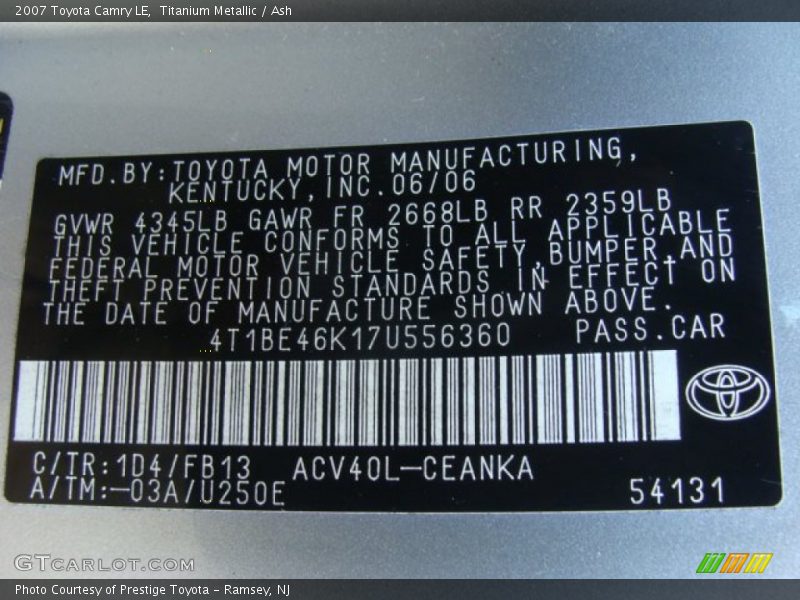 2007 Toyota Camry LE,  Titanium Metallic / Ash
MFD.BY:TOYOTA MOTOR MANUFACTURING,
KENTUCKY,INC.06/06
GVWR 4345LB GAWR FR 2668LB RR 2359LB
THIS VEHICLE CONFORMS TO ALL APPLICABLE
FEDERAL MOTOR VEHICLE SAFETY,BUMPER,AND
THEFT PREVENTION STANDARDS IN EFFECT ON
THE DATE OF MANUFACTURE SHOWN ABOVE.
4T1BE46K17U556360 PASS.CAR
C/TR:1D4/FB13 ACV40L-CEANKA
A/TM:-03A/U250E 54131
GTCARLOT.COM
Photo Courtesy of Prestige Toyota - Ramsey, NJ